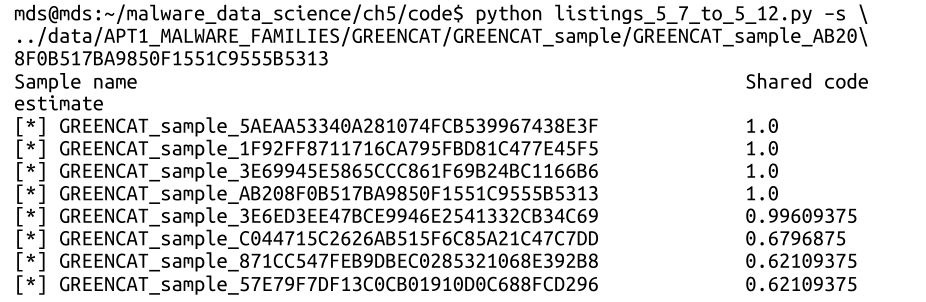 mds@mds:~/malware_data_science/ch5/code$ python listings_5_7_to_5_12.py -s \
../data/APT1_MALWARE_FAMILIES/GREENCAT/GREENCAT_sample/GREENCAT_sample_AB20\
8F0B517BA9850F1551C9555B5313
Sample name Shared code
estimate
[*] GREENCAT_sample_5AEAA53340A281074FCB539967438E3F 1.0
[*] GREENCAT_sample_1F92FF8711716CA795FBD81C477E45F5 1.0
[*] GREENCAT_sample_3E69945E5865CCC861F69B24BC1166B6 1.0
[*] GREENCAT_sample_AB208F0B517BA9850F1551C9555B5313 1.0
[*] GREENCAT_sample_3E6ED3EE47BCE9946E2541332CB34C69 0.99609375
[*] GREENCAT_sample_C044715C2626AB515F6C85A21C47C7DD 0.6796875
[*] GREENCAT_sample_871CC547FEB9DBEC0285321068E392B8 0.62109375
[*] GREENCAT_sample_57E79F7DF13C0CB01910D0C688FCD296 0.62109375